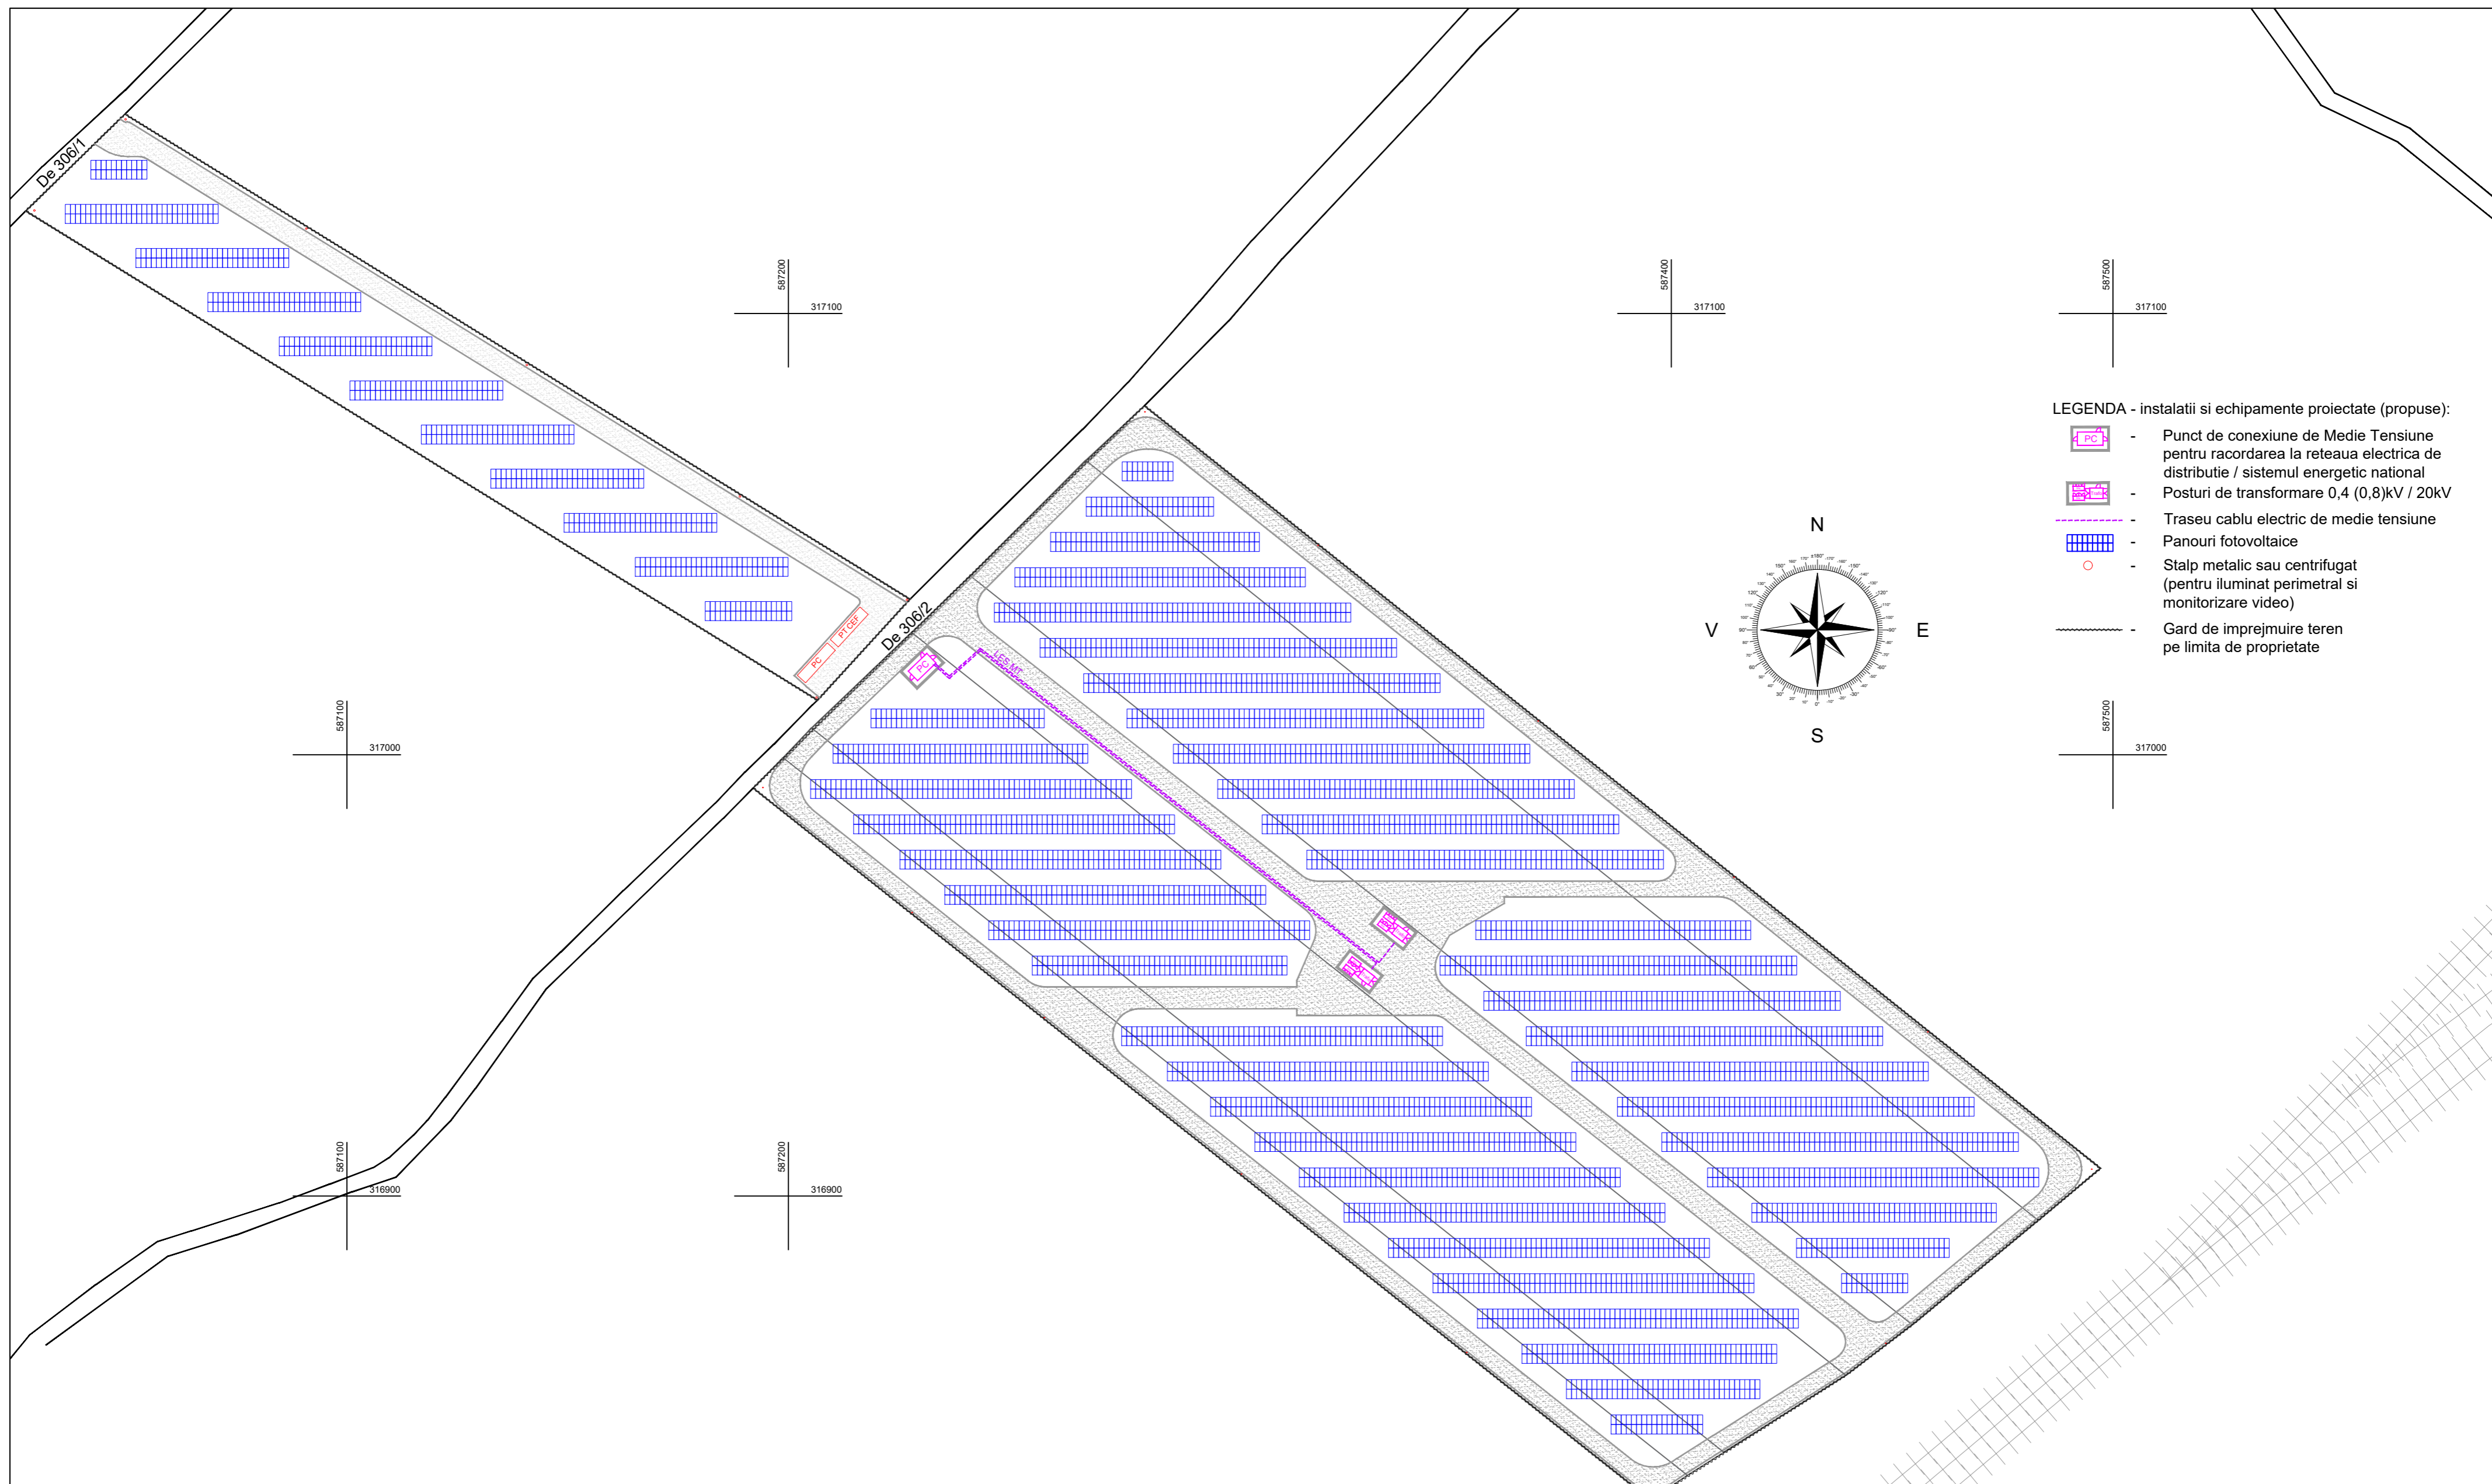 De 306/1
587200
317100
587400
317100
587500
317100
LEGENDA - instalatii si echipamente proiectate (propuse):
PC - Punct de conexiune de Medie Tensiune
pentru racordarea la reteaua electrica de
distributie / sistemul energetic national
- Posturi de transformare 0,4 (0,8)kV / 20kV
- Traseu cablu electric de medie tensiune
- Panouri fotovoltaice
- Stalp metalic sau centrifugat
(pentru iluminat perimetral si
monitorizare video)
- Gard de imprejmuire teren
pe limita de proprietate
N
V
E
S
De 306/2
PT CEF
PC
PC
LES MT
587100
317000
587500
317000
587100
316900
587200
316900